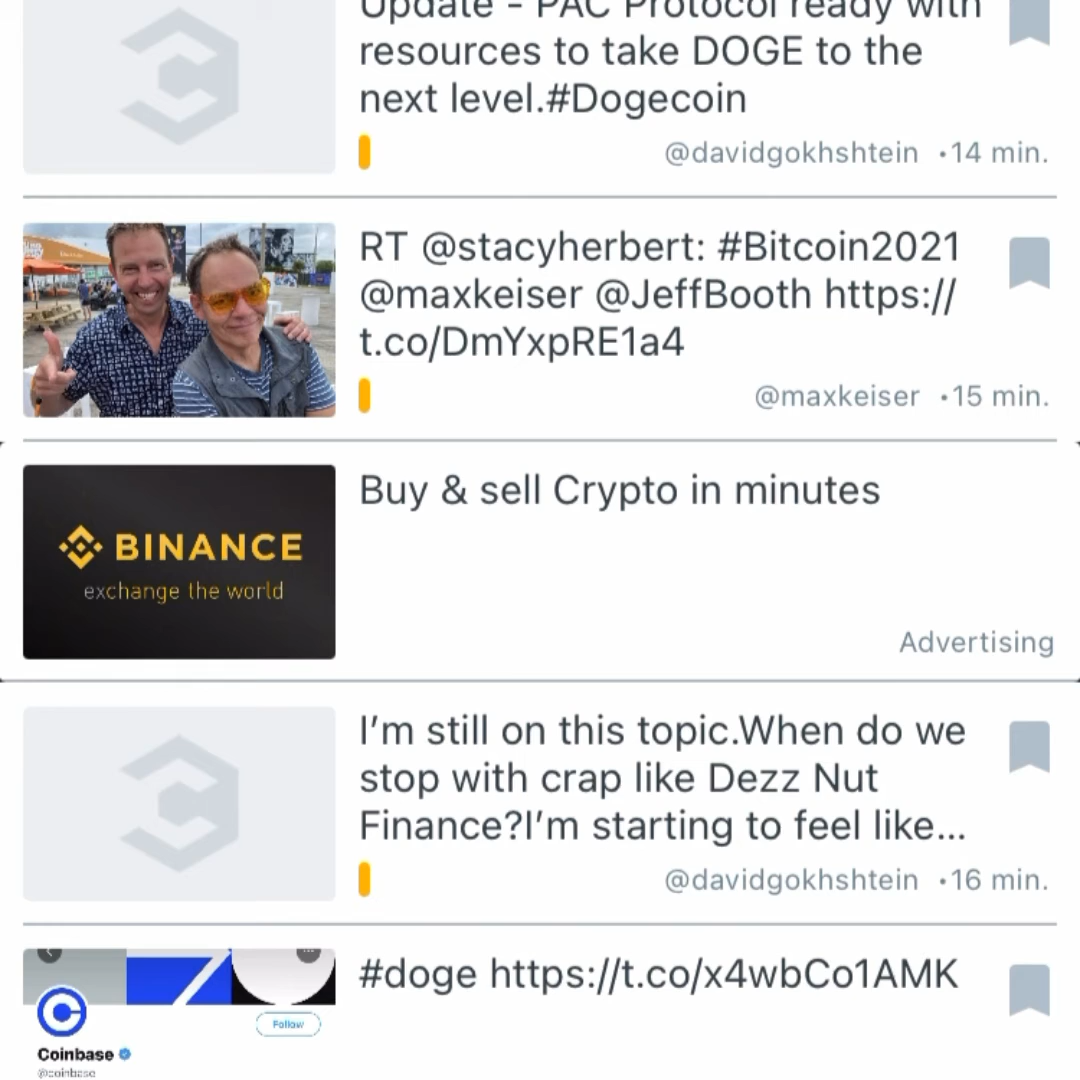 Update - PAC Protocol ready with
resources to take DOGE to the
next level.#Dogecoin
@davidgokhshtein •14 min.
RT @stacyherbert: #Bitcoin2021
@maxkeiser @JeffBooth https://
t.co/DmYxpRE1a4
@maxkeiser •15 min.
BINANCE
exchange the world
Buy & sell Crypto in minutes
Advertising
I'm still on this topic.When do we
stop with crap like Dezz Nut
Finance?I'm starting to feel like...
@davidgokhshtein •16 min.
#doge https://t.co/x4wbCo1AMK
Follow
Coinbase
@coinbase